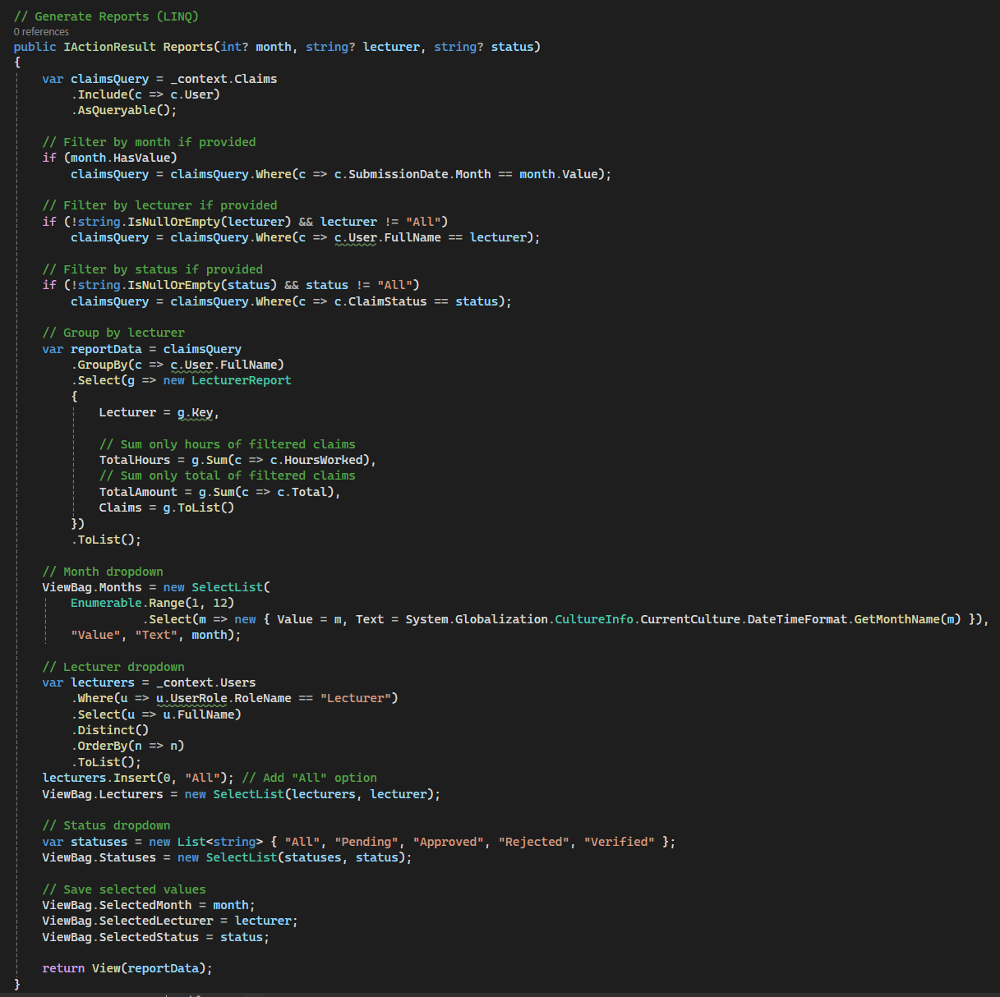 // Generate Reports (LINQ)
0 references
public IActionResult Reports(int? month, string? lecturer, string? status)
{
    var claimsQuery = _context.Claims
        .Include(c => c.User)
        .AsQueryable();

    // Filter by month if provided
    if (month.HasValue)
        claimsQuery = claimsQuery.Where(c => c.SubmissionDate.Month == month.Value);

    // Filter by lecturer if provided
    if (!string.IsNullOrEmpty(lecturer) && lecturer != "All")
        claimsQuery = claimsQuery.Where(c => c.User.FullName == lecturer);

    // Filter by status if provided
    if (!string.IsNullOrEmpty(status) && status != "All")
        claimsQuery = claimsQuery.Where(c => c.ClaimStatus == status);

    // Group by lecturer
    var reportData = claimsQuery
        .GroupBy(c => c.User.FullName)
        .Select(g => new LecturerReport
        {
            Lecturer = g.Key,

            // Sum only hours of filtered claims
            TotalHours = g.Sum(c => c.HoursWorked),
            // Sum only total of filtered claims
            TotalAmount = g.Sum(c => c.Total),
            Claims = g.ToList()
        })
        .ToList();

    // Month dropdown
    ViewBag.Months = new SelectList(
        Enumerable.Range(1, 12)
                  .Select(m => new { Value = m, Text = System.Globalization.CultureInfo.CurrentCulture.DateTimeFormat.GetMonthName(m) }),
        "Value", "Text", month);

    // Lecturer dropdown
    var lecturers = _context.Users
        .Where(u => u.UserRole.RoleName == "Lecturer")
        .Select(u => u.FullName)
        .Distinct()
        .OrderBy(n => n)
        .ToList();
    lecturers.Insert(0, "All"); // Add "All" option
    ViewBag.Lecturers = new SelectList(lecturers, lecturer);

    // Status dropdown
    var statuses = new List<string> { "All", "Pending", "Approved", "Rejected", "Verified" };
    ViewBag.Statuses = new SelectList(statuses, status);

    // Save selected values
    ViewBag.SelectedMonth = month;
    ViewBag.SelectedLecturer = lecturer;
    ViewBag.SelectedStatus = status;

    return View(reportData);
}